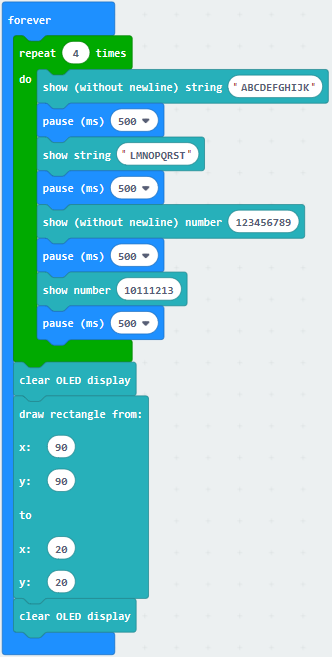 forever
repeat 4 times
do
show (without newline) string "ABCDEFGHIJK"
pause (ms) 500
show string "LMNOPQRST"
pause (ms) 500
show (without newline) number 123456789
pause (ms) 500
show number 10111213
pause (ms) 500
clear OLED display
draw rectangle from:
x: 90
y: 90
to
x: 20
y: 20
clear OLED display